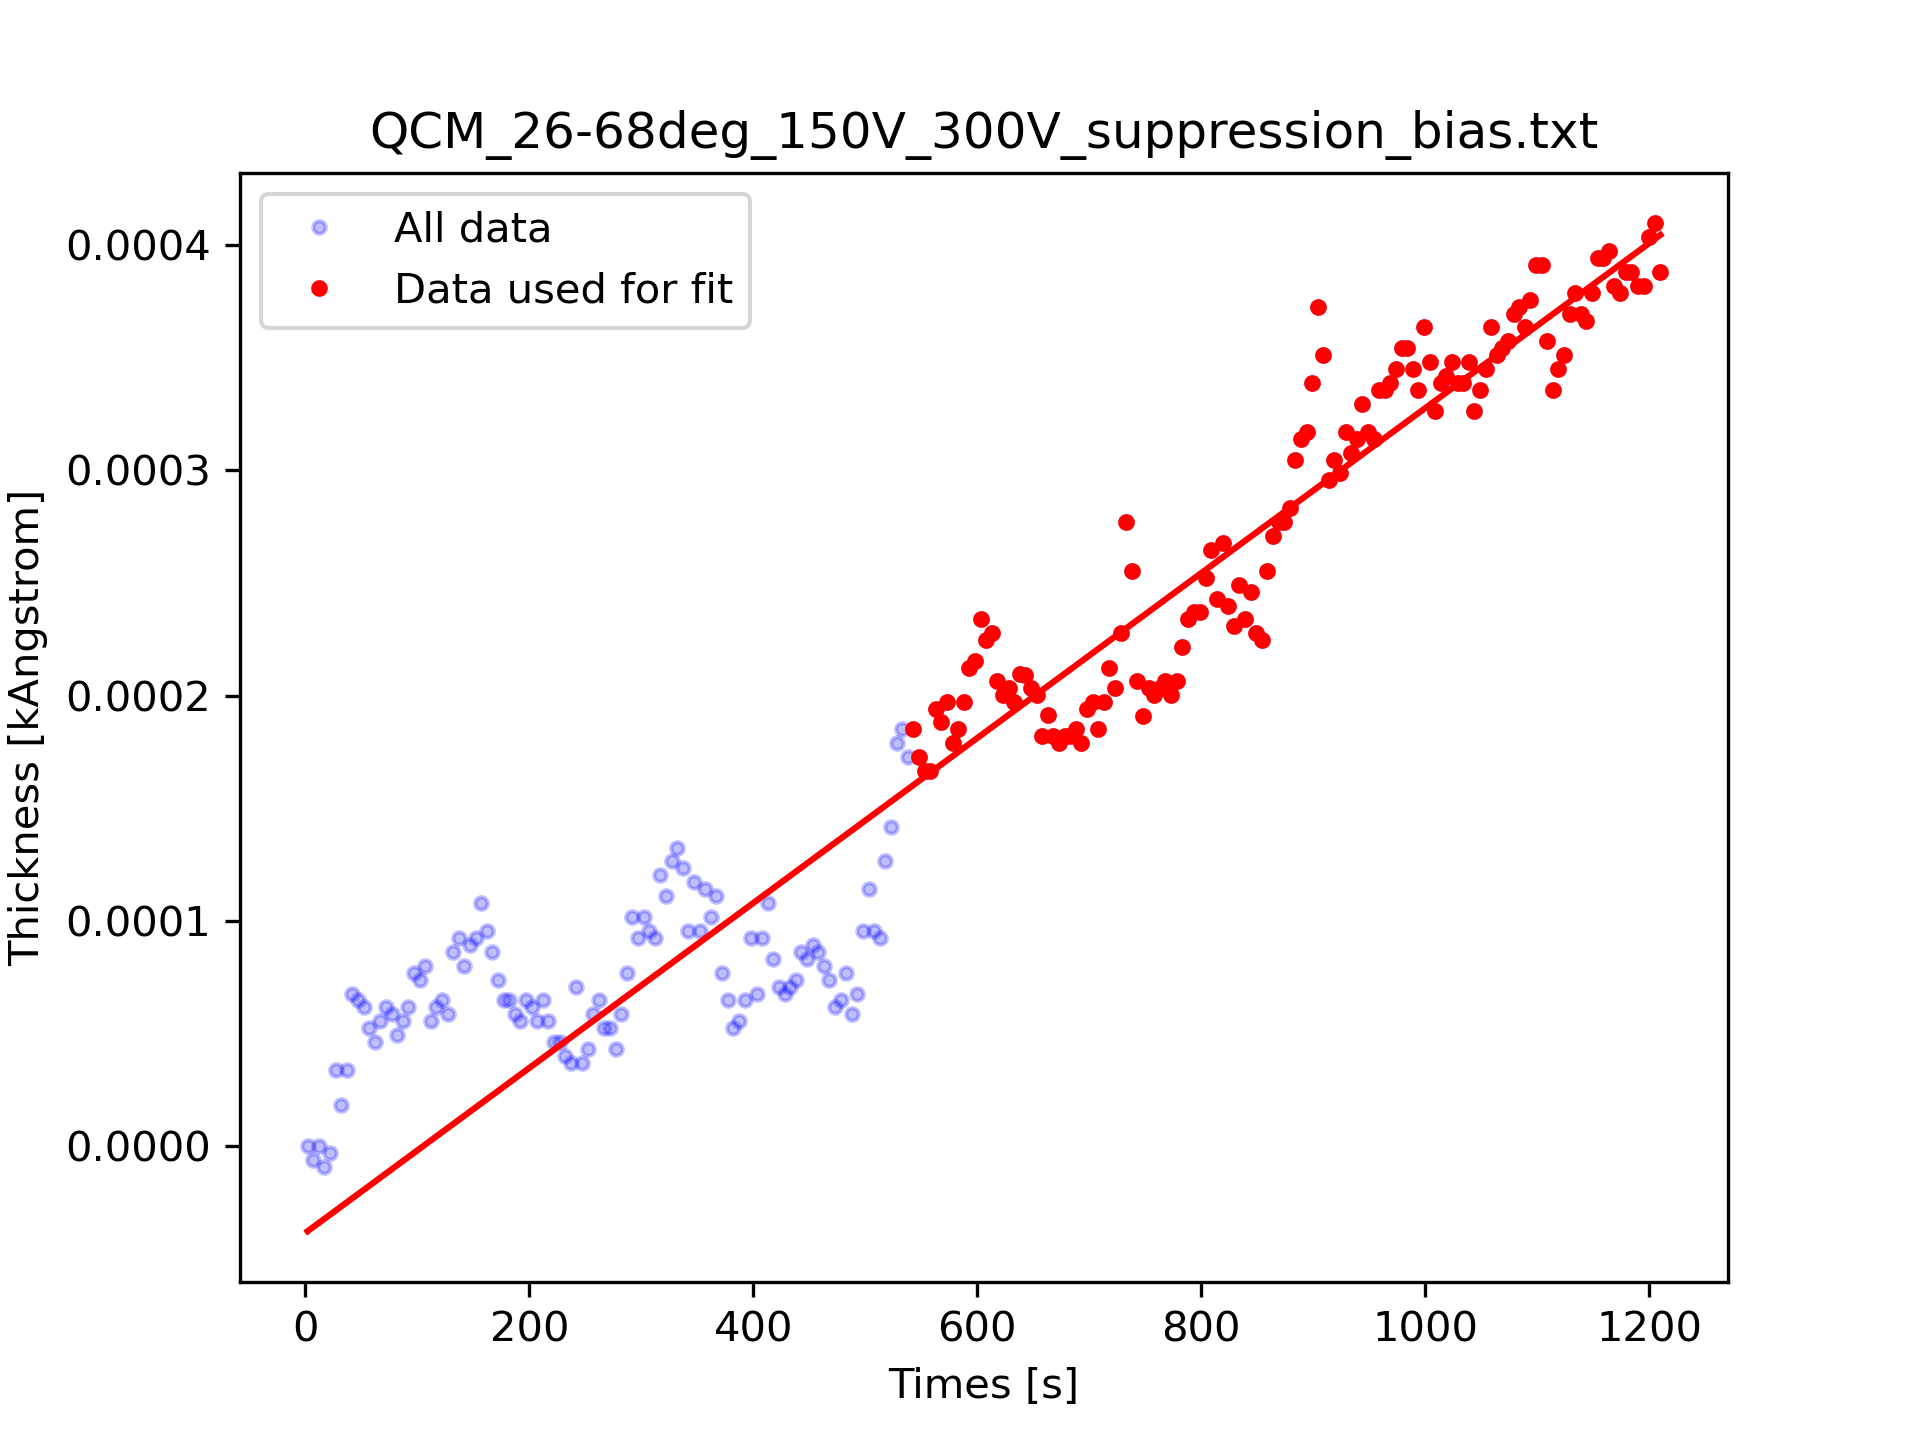 QCM_26-68deg_150V_300V_suppression_bias.txt
All data
Data used for fit
0.0004
0.0003
0.0002
0.0001
0.0000
Thickness [kAngstrom]
0 200 400 600 800 1000 1200
Times [s]